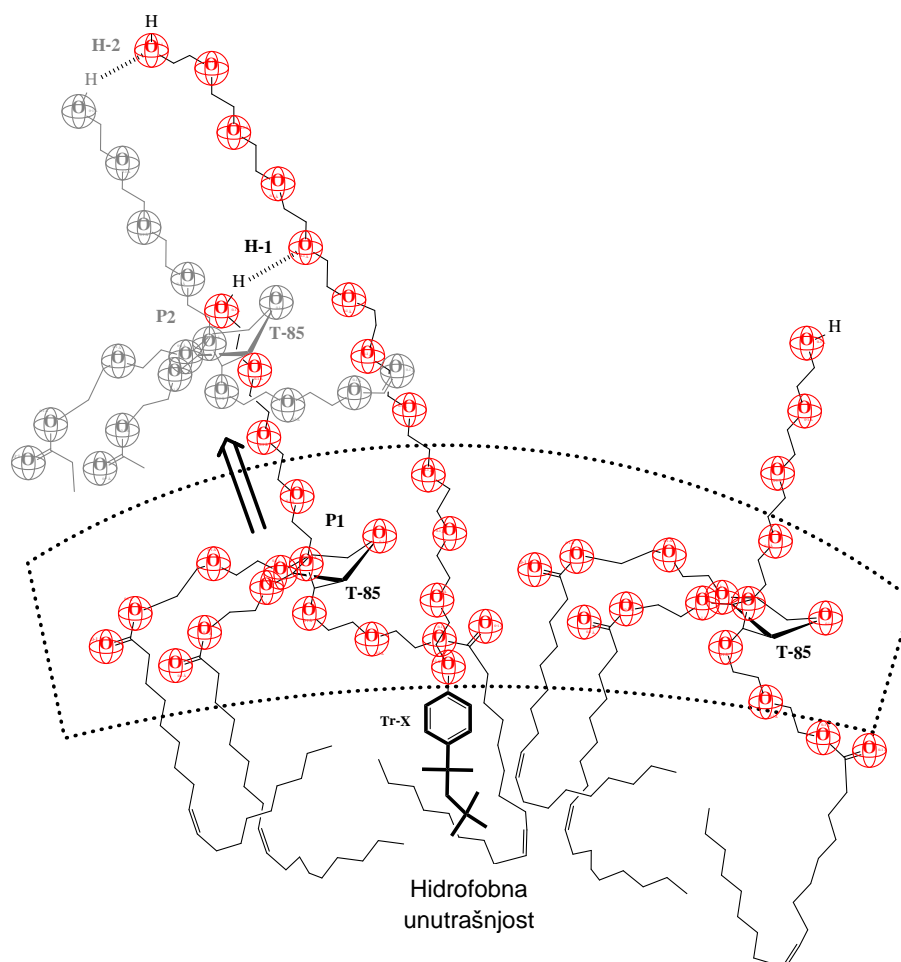 H
H-2 O
O
H
O
O
O
O
O
H-1 O
O H
O O
P2 O
H
T-85
O O
O O O
O O O
O O
O O O
O
O
O O O O
O
P1
O O O
O O O O O O
O T-85
O O O O O O O
O O O O O
O O O T-85
O O
O
Tr-X
O O
Hidrofobna
unutrašnjost